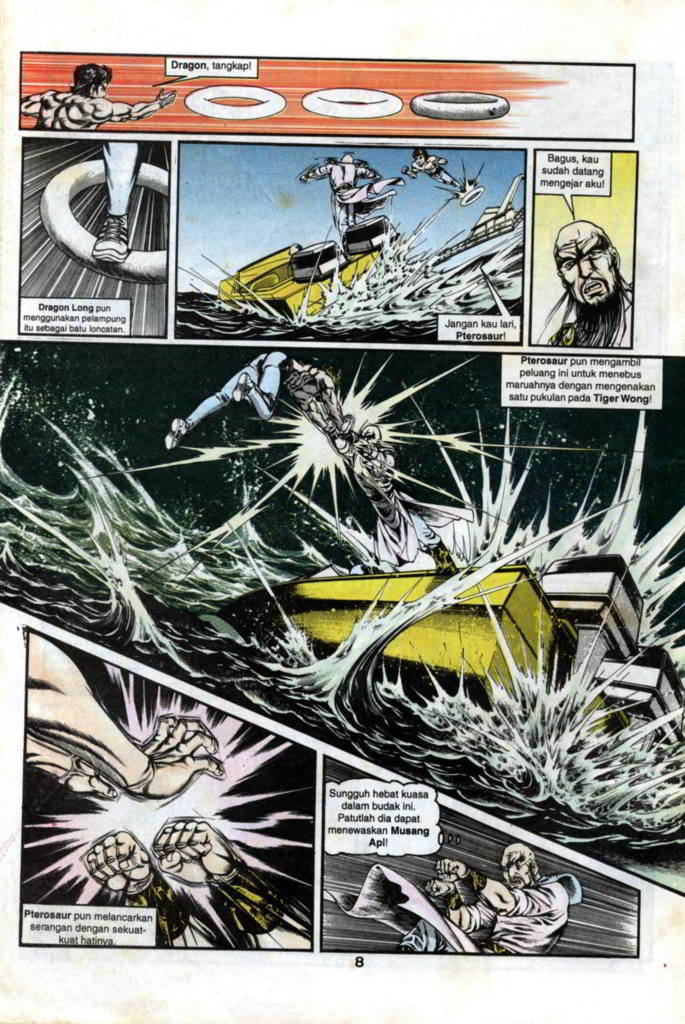 Dragon, tangkap!
Dragon Long pun
menggunakan pelampung
itu sebagai batu loncatan.
Jangan kau lari,
Pterosaur!
Bagus, kau
sudah datang
mengejar aku!
Pterosaur pun mengambil
peluang ini untuk menebus
maruahnya dengan mengenakan
satu pukulan pada Tiger Wong!
Pterosaur pun melancarkan
serangan dengan sekuat-
kuat hatinya.
Sungguh hebat kuasa
dalam budak ini.
Patutlah dia dapat
menewaskan Musang
Api!
8